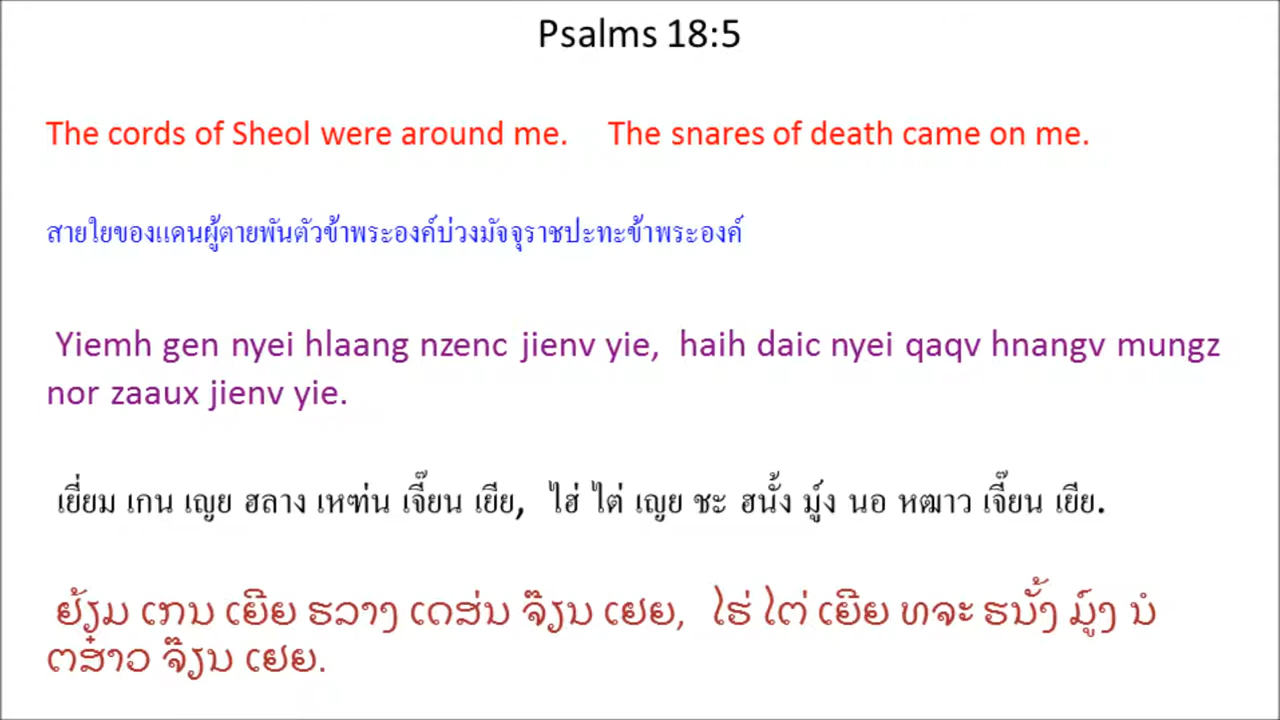 Psalms 18:5
The cords of Sheol were around me. The snares of death came on me.
สายใยของแดนผู้ตายพันตัวข้าพระองค์บ่วงมัจจุราชปะทะข้าพระองค์
Yiemh gen nyei hlaang nzenc jienv yie, haih daic nyei qaqv hnangv mungz
nor zaaux jienv yie.
เยี่ยม เกน เญย ฮลาง เหฑ่น เจี๊ยน เยีย, ไฮ่ ไต่ เญย ชะ ฮนั้ง มู์ง นอ หฒาว เจี๊ยน เยีย.
ຢ້ຽມ ເກນ ເຍີຍ ຮລາງ ເດສ່ນ ຈ໊ຽນ ເຢຍ, ໄຮ່ ໄຕ່ ເຍີຍ ທຈະ ຮນັ້ງ ມູ໌ງ ນໍ
ຕສ໋າວ ຈ໊ຽນ ເຢຍ.